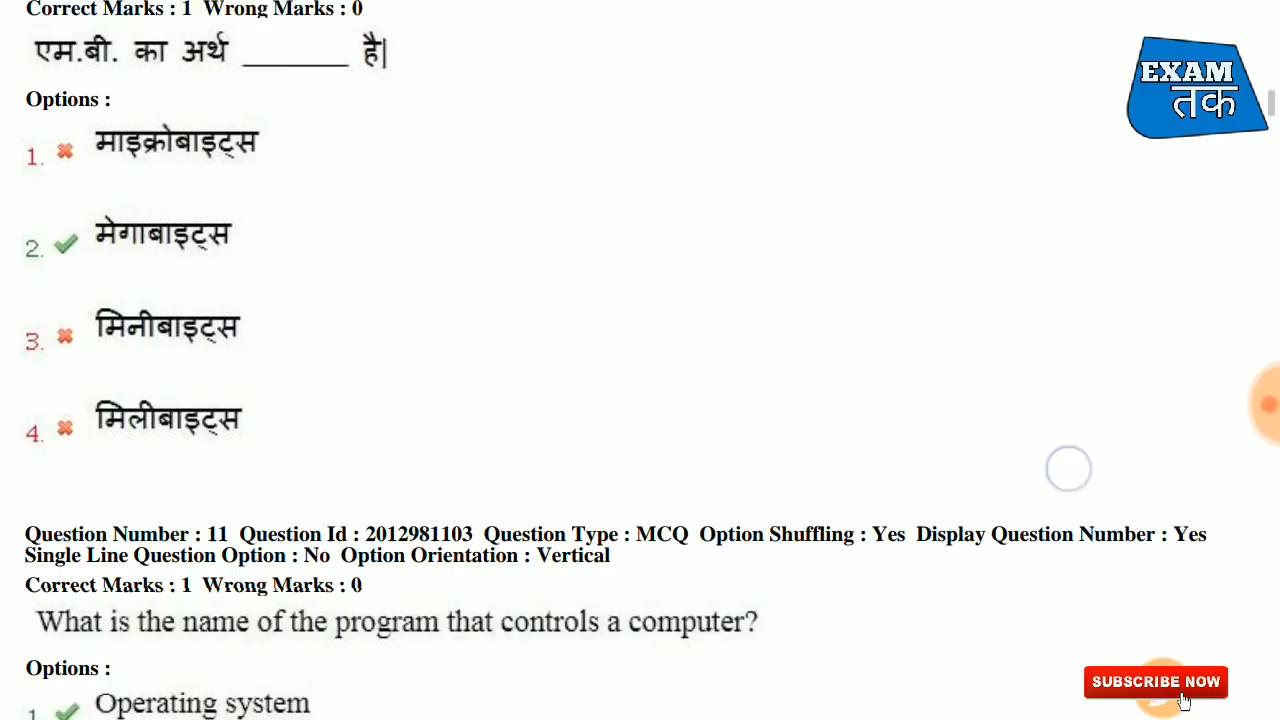 Correct Marks : 1 Wrong Marks : 0
एम.बी. का अर्थ ________ है|
Options :
1. माइक्रोबाइट्स
2. मेगाबाइट्स
3. मिनीबाइट्स
4. मिलीबाइट्स
Question Number : 11 Question Id : 2012981103 Question Type : MCQ Option Shuffling : Yes Display Question Number : Yes
Single Line Question Option : No Option Orientation : Vertical
Correct Marks : 1 Wrong Marks : 0
What is the name of the program that controls a computer?
Options :
1. Operating system
EXAM
तक
SUBSCRIBE NOW